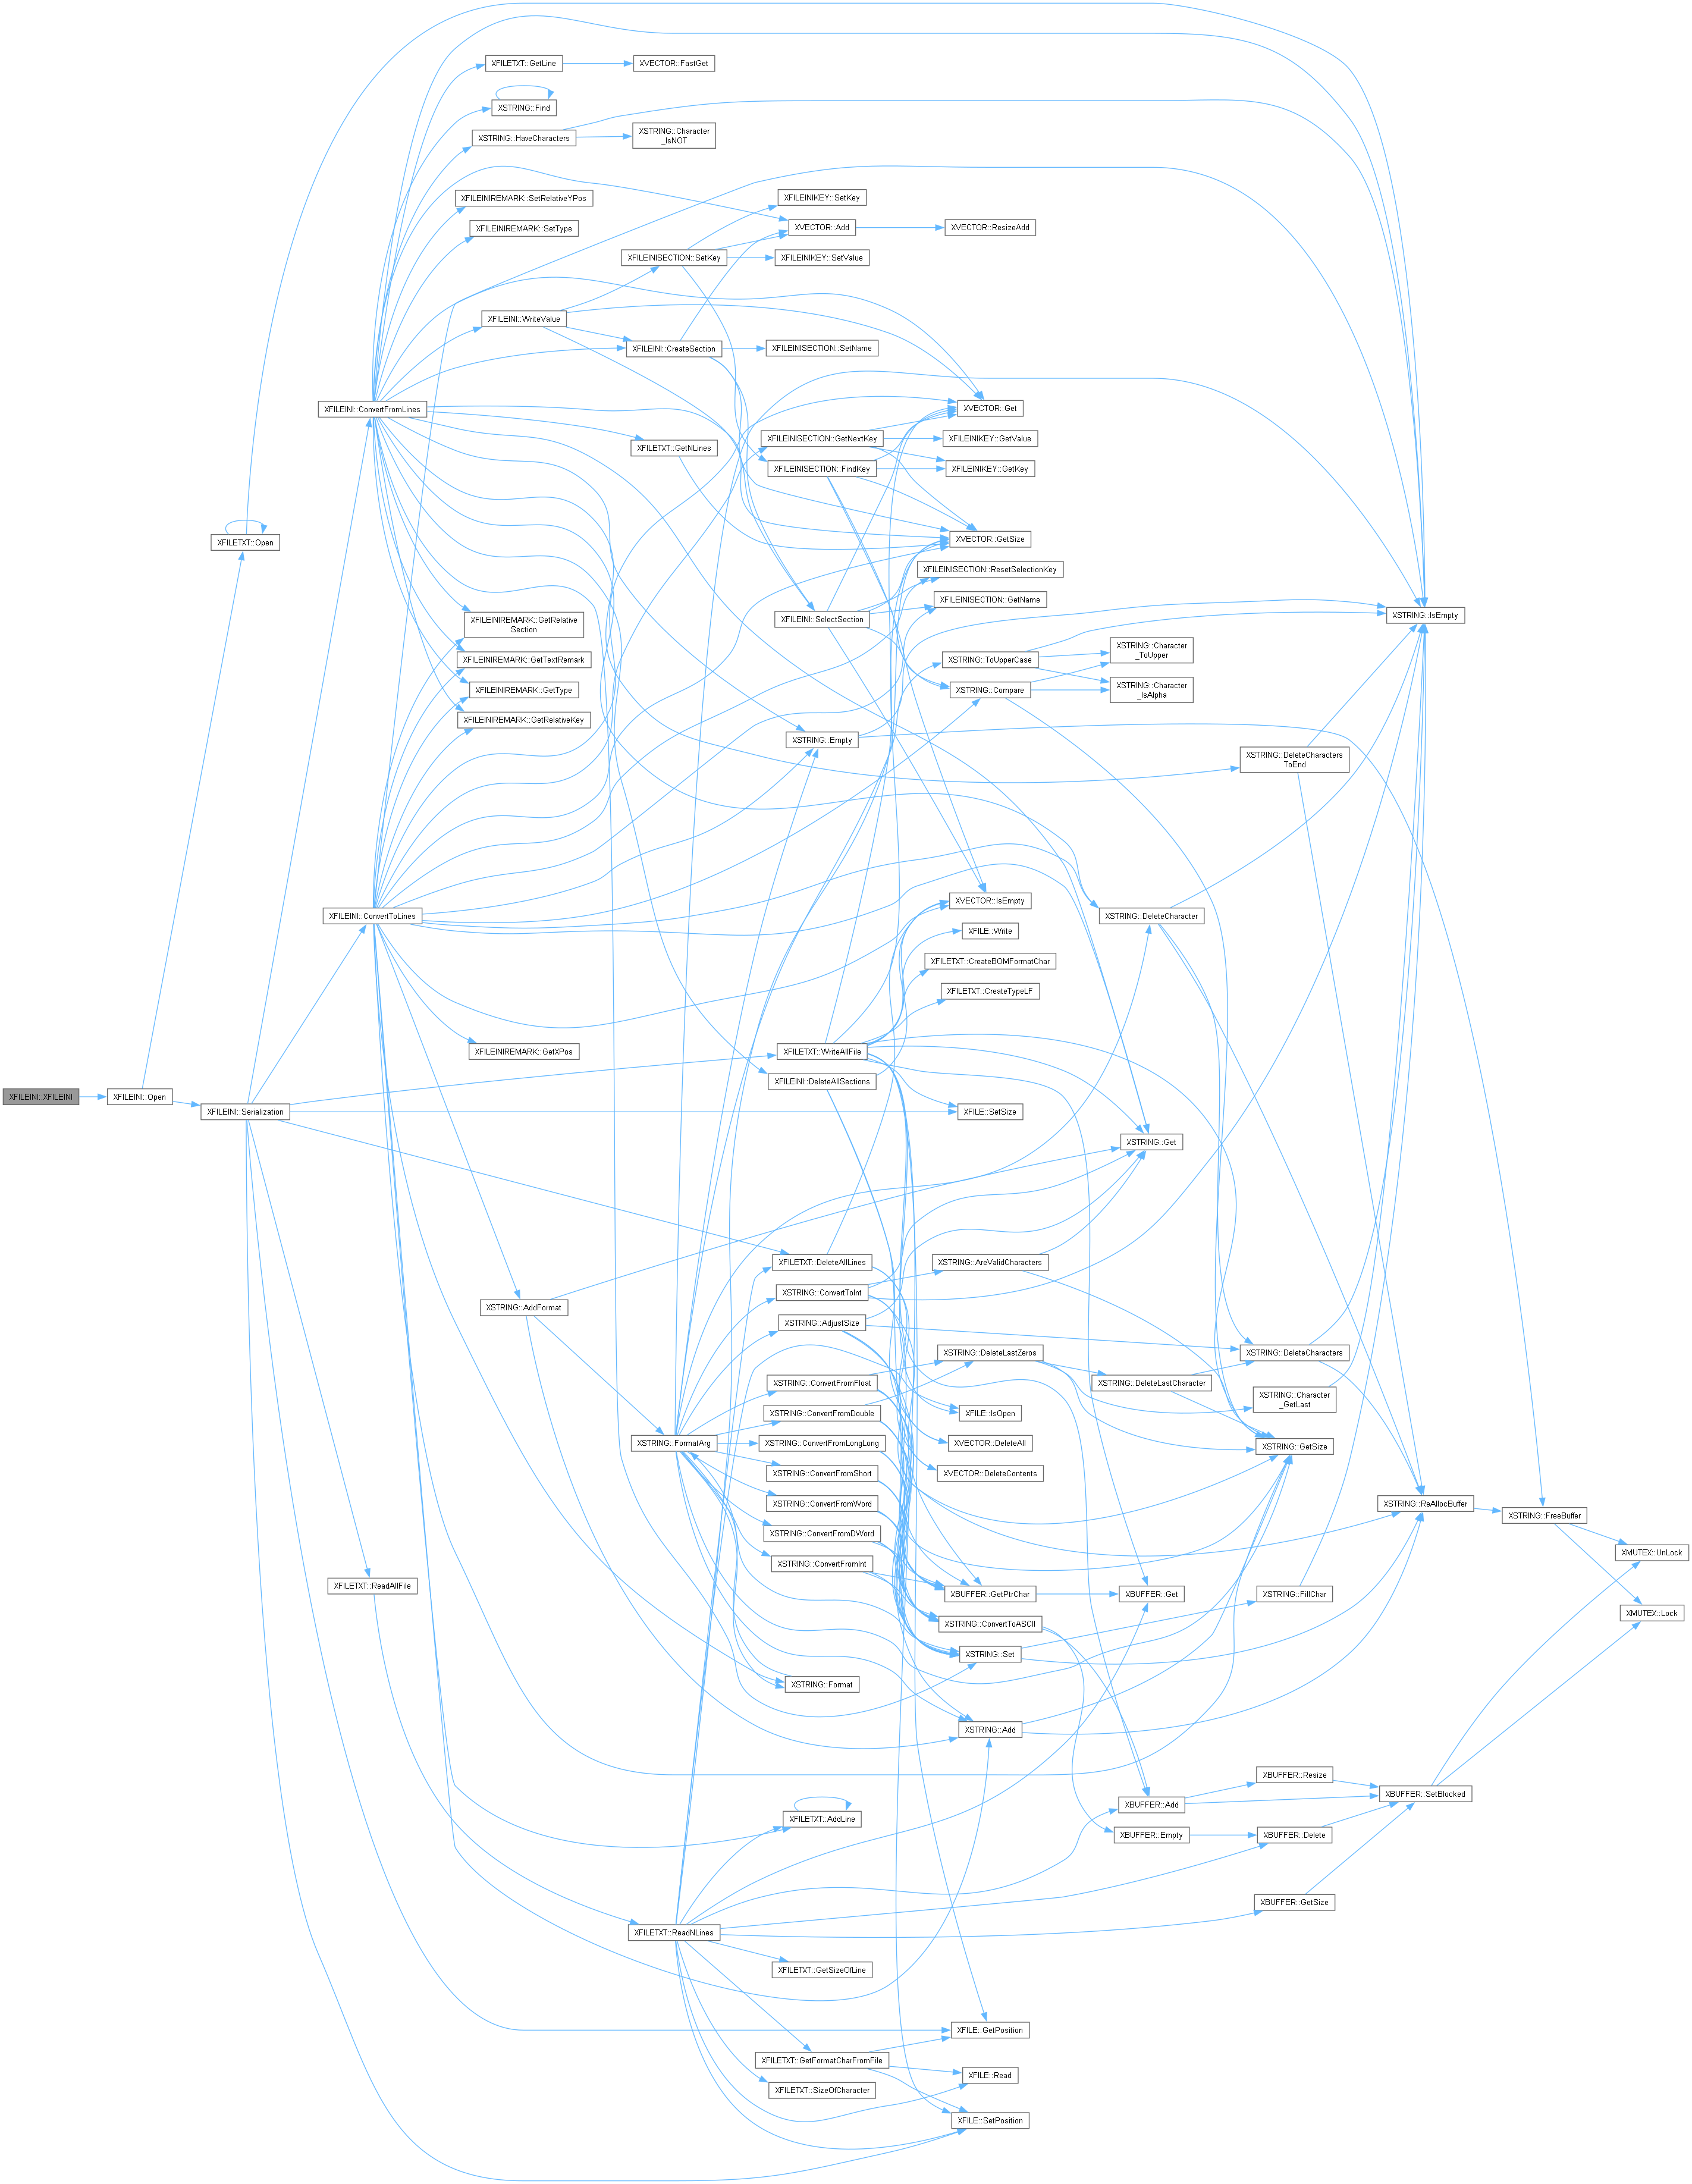 XFILETXT::GetLine
XVECTOR::FastGet
XSTRING::Find
XSTRING::HaveCharacters
XSTRING::Character
_IsNOT
XFILEINIREMARK::SetRelativeYPos
XFILEINIKEY::SetKey
XFILEINIREMARK::SetType
XVECTOR::Add
XVECTOR::ResizeAdd
XFILEINISECTION::SetKey
XFILEINIKEY::SetValue
XFILEINI::WriteValue
XFILEINI::CreateSection
XFILEINISECTION::SetName
XFILEINI::ConvertFromLines
XVECTOR::Get
XFILETXT::GetNLines
XFILEINISECTION::GetNextKey
XFILEINIKEY::GetValue
XFILEINISECTION::FindKey
XFILEINIKEY::GetKey
XFILETXT::Open
XVECTOR::GetSize
XFILEINISECTION::ResetSelectionKey
XFILEINISECTION::GetName
XFILEINIREMARK::GetRelative
Section
XFILEINI::SelectSection
XSTRING::IsEmpty
XFILEINIREMARK::GetTextRemark
XSTRING::ToUpperCase
XSTRING::Character
_ToUpper
XFILEINIREMARK::GetType
XSTRING::Compare
XSTRING::Character
_IsAlpha
XFILEINIREMARK::GetRelativeKey
XSTRING::Empty
XSTRING::DeleteCharacters
ToEnd
XFILEINI::ConvertToLines
XVECTOR::IsEmpty
XSTRING::DeleteCharacter
XFILE::Write
XFILETXT::CreateBOMFormatChar
XFILETXT::CreateTypeLF
XFILEINIREMARK::GetXPos
XFILETXT::WriteAllFile
XFILEINI::DeleteAllSections
XFILEINI::XFILEINI
XFILEINI::Open
XFILEINI::Serialization
XFILE::SetSize
XSTRING::Get
XFILETXT::DeleteAllLines
XSTRING::AreValidCharacters
XSTRING::ConvertToInt
XSTRING::AddFormat
XSTRING::AdjustSize
XSTRING::DeleteLastZeros
XSTRING::DeleteCharacters
XSTRING::ConvertFromFloat
XSTRING::DeleteLastCharacter
XSTRING::Character
_GetLast
XSTRING::ConvertFromDouble
XFILE::IsOpen
XSTRING::FormatArg
XSTRING::ConvertFromLongLong
XVECTOR::DeleteAll
XSTRING::GetSize
XSTRING::ConvertFromShort
XVECTOR::DeleteContents
XSTRING::ConvertFromWord
XSTRING::ReAllocBuffer
XSTRING::FreeBuffer
XSTRING::ConvertFromDWord
XMUTEX::UnLock
XSTRING::ConvertFromInt
XFILETXT::ReadAllFile
XBUFFER::GetPtrChar
XBUFFER::Get
XSTRING::FillChar
XMUTEX::Lock
XSTRING::ConvertToASCII
XSTRING::Set
XSTRING::Format
XSTRING::Add
XBUFFER::Resize
XBUFFER::SetBlocked
XBUFFER::Add
XFILETXT::AddLine
XBUFFER::Empty
XBUFFER::Delete
XBUFFER::GetSize
XFILETXT::ReadNLines
XFILETXT::GetSizeOfLine
XFILE::GetPosition
XFILETXT::GetFormatCharFromFile
XFILE::Read
XFILETXT::SizeOfCharacter
XFILE::SetPosition